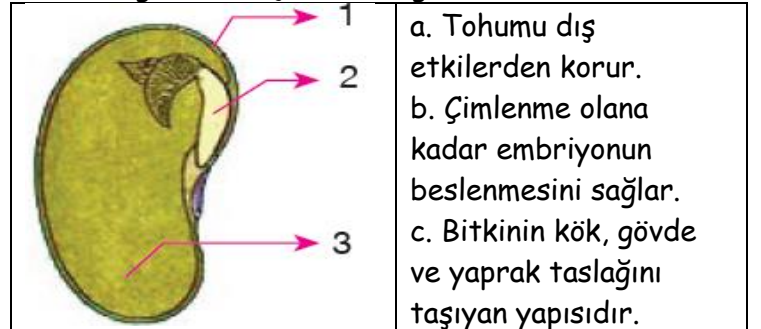 1
2
3
a. Tohumu dış
etkilerden korur.
b. Çimlenme olana
kadar embriyonun
beslenmesini sağlar.
c. Bitkinin kök, gövde
ve yaprak taslağını
taşıyan yapısıdır.